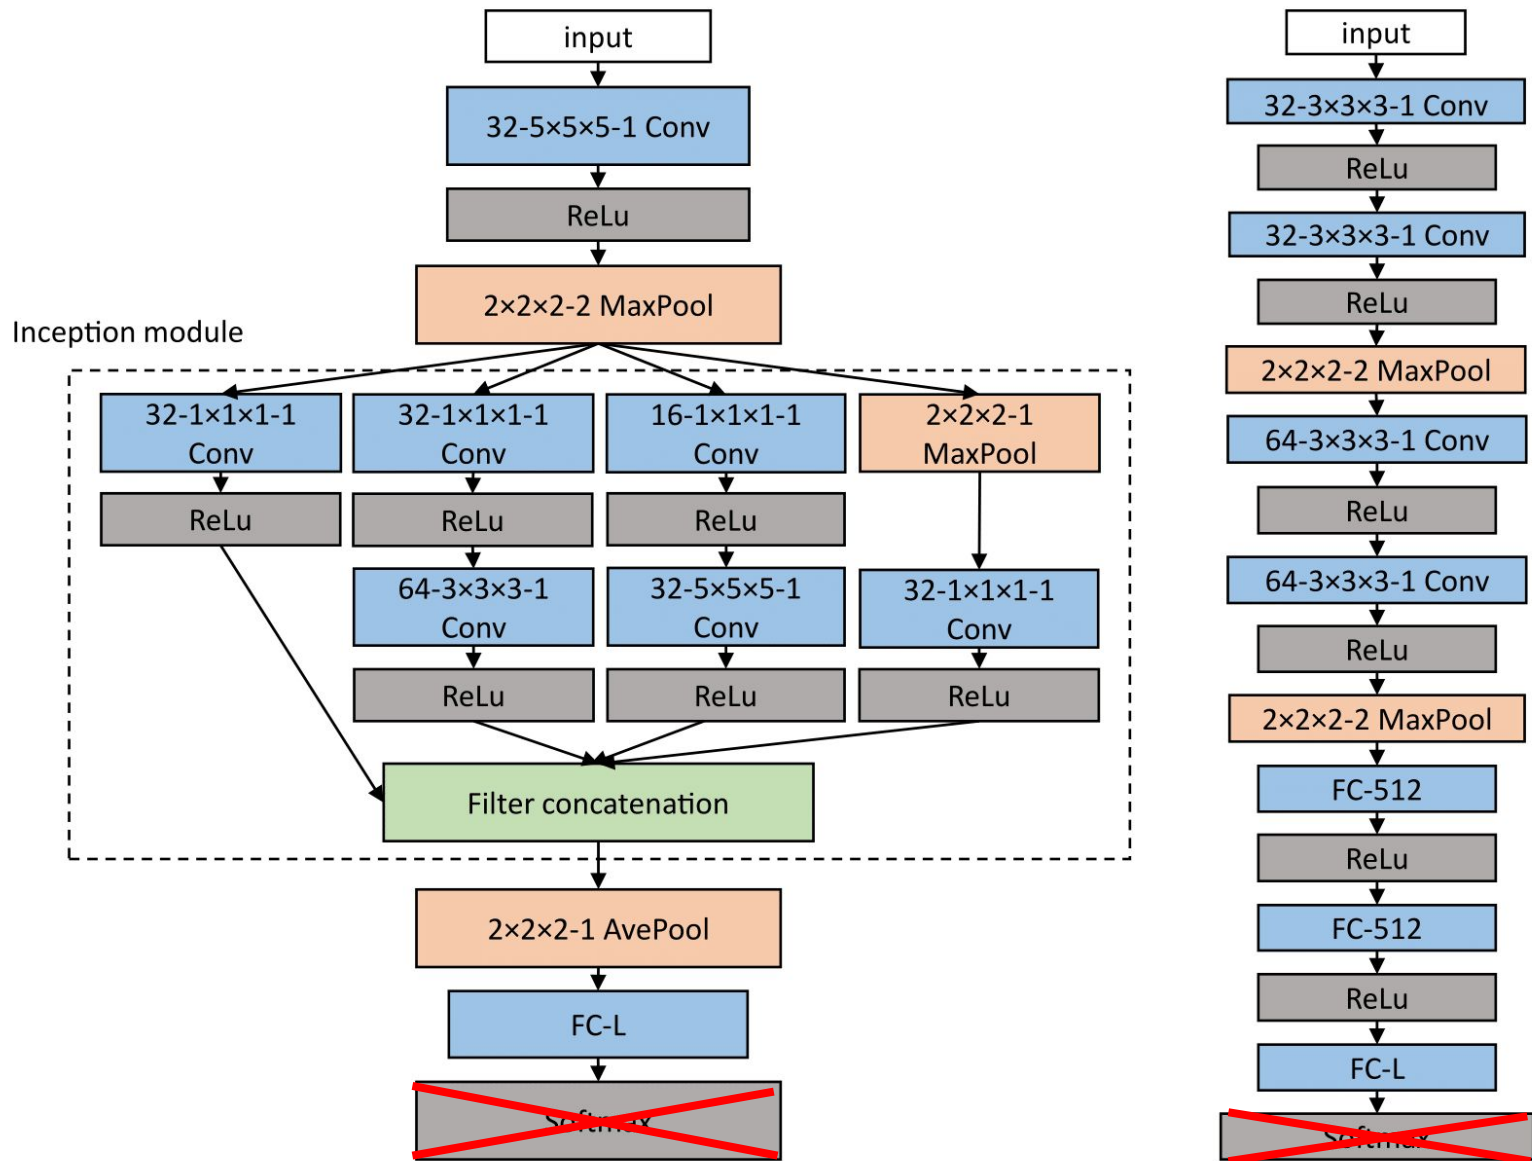 input
32-5×5×5-1 Conv
ReLu
2×2×2-2 MaxPool
Inception module
32-1×1×1-1
Conv
ReLu
32-1×1×1-1
Conv
ReLu
64-3×3×3-1
Conv
ReLu
16-1×1×1-1
Conv
ReLu
32-5×5×5-1
Conv
ReLu
2×2×2-1
MaxPool
32-1×1×1-1
Conv
ReLu
Filter concatenation
2×2×2-1 AvePool
FC-L
Softmax
input
32-3×3×3-1 Conv
ReLu
32-3×3×3-1 Conv
ReLu
2×2×2-2 MaxPool
64-3×3×3-1 Conv
ReLu
64-3×3×3-1 Conv
ReLu
2×2×2-2 MaxPool
FC-512
ReLu
FC-512
ReLu
FC-L
Softmax